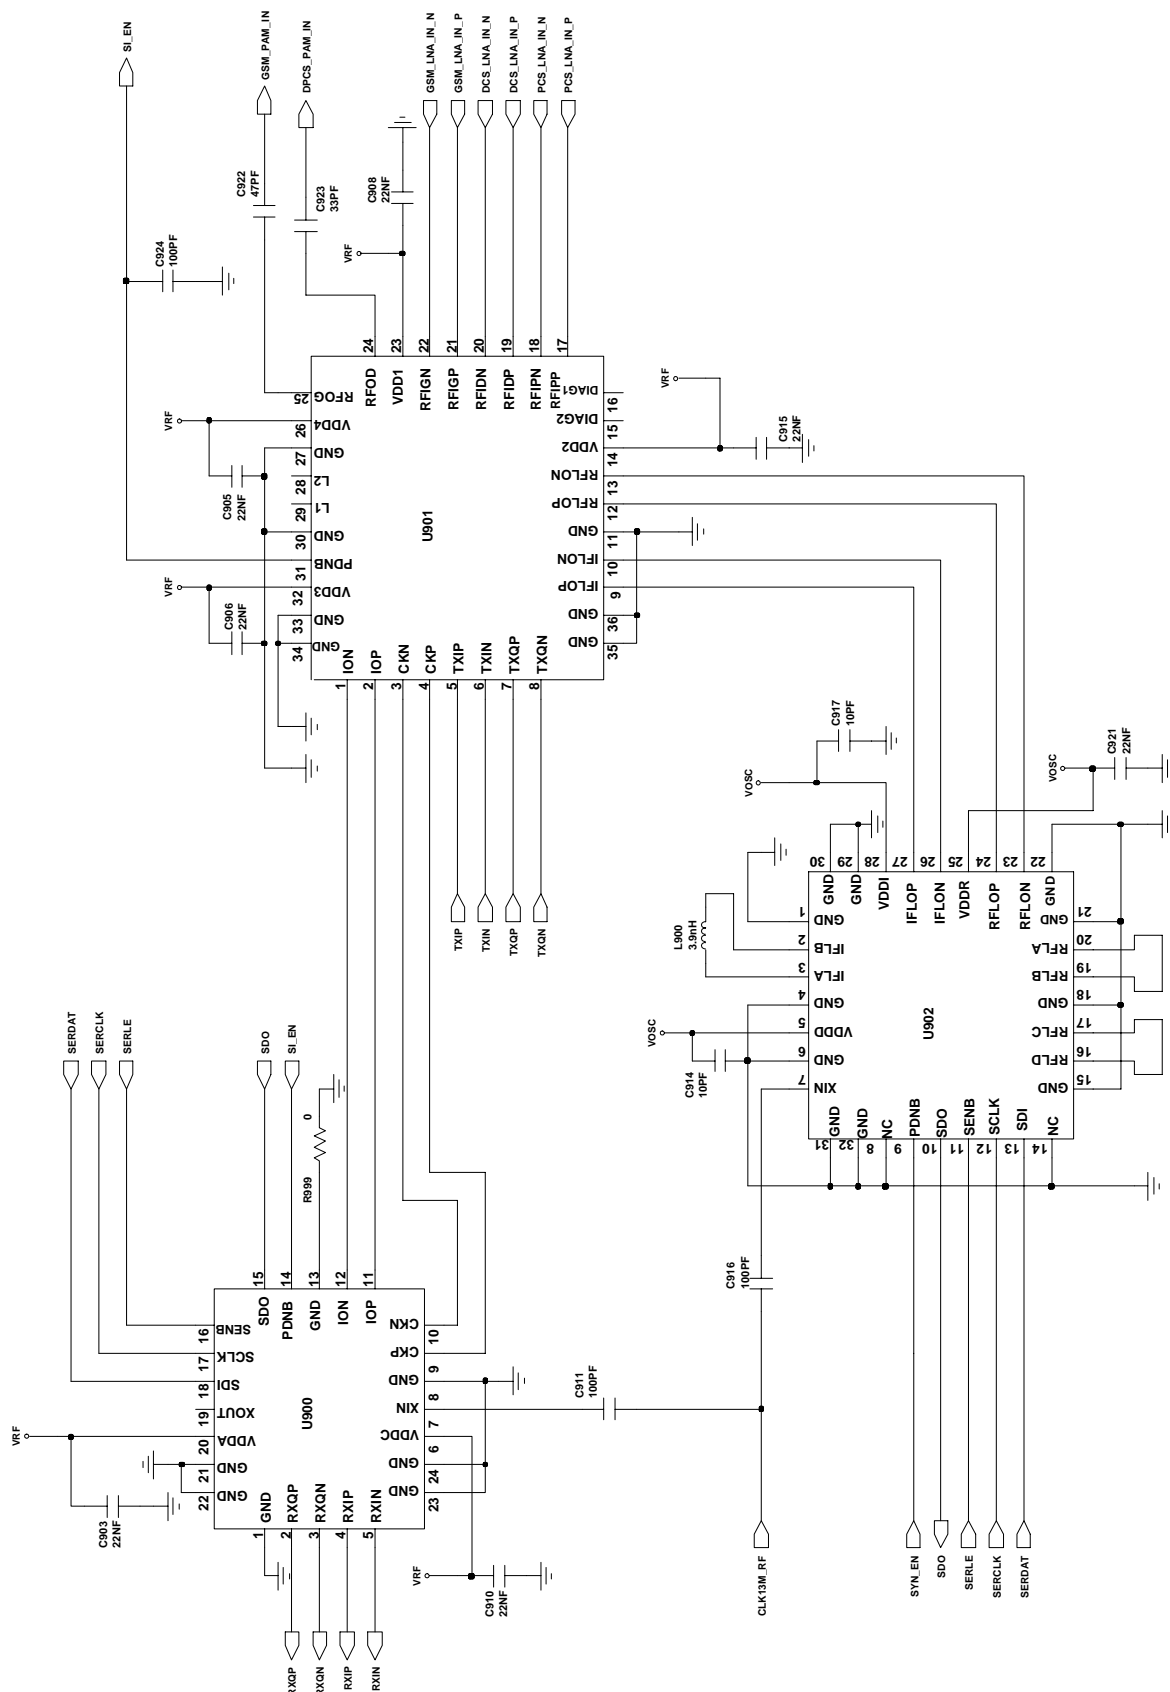 SI_EN
GSM_PAM_IN
DPCS_PAM_IN
GSM_LNA_IN_N
GSM_LNA_IN_P
DCS_LNA_IN_N
DCS_LNA_IN_P
PCS_LNA_IN_N
PCS_LNA_IN_P
C922
47PF
C923
33PF
C908
22NF
C924
100PF
VRF
24
23
22
21
20
19
18
17
RFOD
VDD1
RFIGN
RFIGP
RFIDN
RFIDP
RFIPN
RFIPP
25 RFOG
26 VDD4
27 GND
28 L2
29 L1
30 GND
31 PDNB
32 VDD3
33 GND
34 GND
U901
DIAG1 16
DIAG2 15
VDD2 14
RFLON 13
RFLOP 12
GND 11
IFLON 10
IFLOP 9
GND 36
GND 35
ION
IOP
CKN
CKP
TXIP
TXIN
TXQP
TXQN
1
2
3
4
5
6
7
8
VRF
C905
22NF
VRF
C906
22NF
VRF
C915
22NF
TXIP
TXIN
TXQP
TXQN
VOSC
C917
10PF
VOSC
C921
22NF
L900
3.9nH
30
29
28
27
26
25
24
23
22
GND
GND
VDDI
IFLOP
IFLON
VDDR
RFLOP
RFLON
GND
1 GND
2 IFLB
3 IFLA
4 GND
5 VDDD
6 GND
7 XIN
U902
GND 21
RFLA 20
RFLB 19
GND 18
RFLC 17
RFLD 16
GND 15
GND
GND
NC
PDNB
SDO
SENB
SCLK
SDI
NC
31
32
8
9
10
11
12
13
14
VOSC
C914
10PF
C916
100PF
SERDAT
SERCLK
SERLE
SDO
SI_EN
0
R999
15
14
13
12
11
SDO
PDNB
GND
ION
IOP
16 SENB
17 SCLK
18 SDI
19 XOUT
20 VDDA
21 GND
22 GND
U900
CKN 10
CKP 9
GND 8
XIN
VDDC 7
GND 6
GND 24
23
GND
RXQP
RXQN
RXIP
RXIN
1
2
3
4
5
VRF
C903
22NF
C911
100PF
VRF
C910
22NF
RXQP
RXQN
RXIP
RXIN
CLK13M_RF
SYN_EN
SDO
SERLE
SERCLK
SERDAT